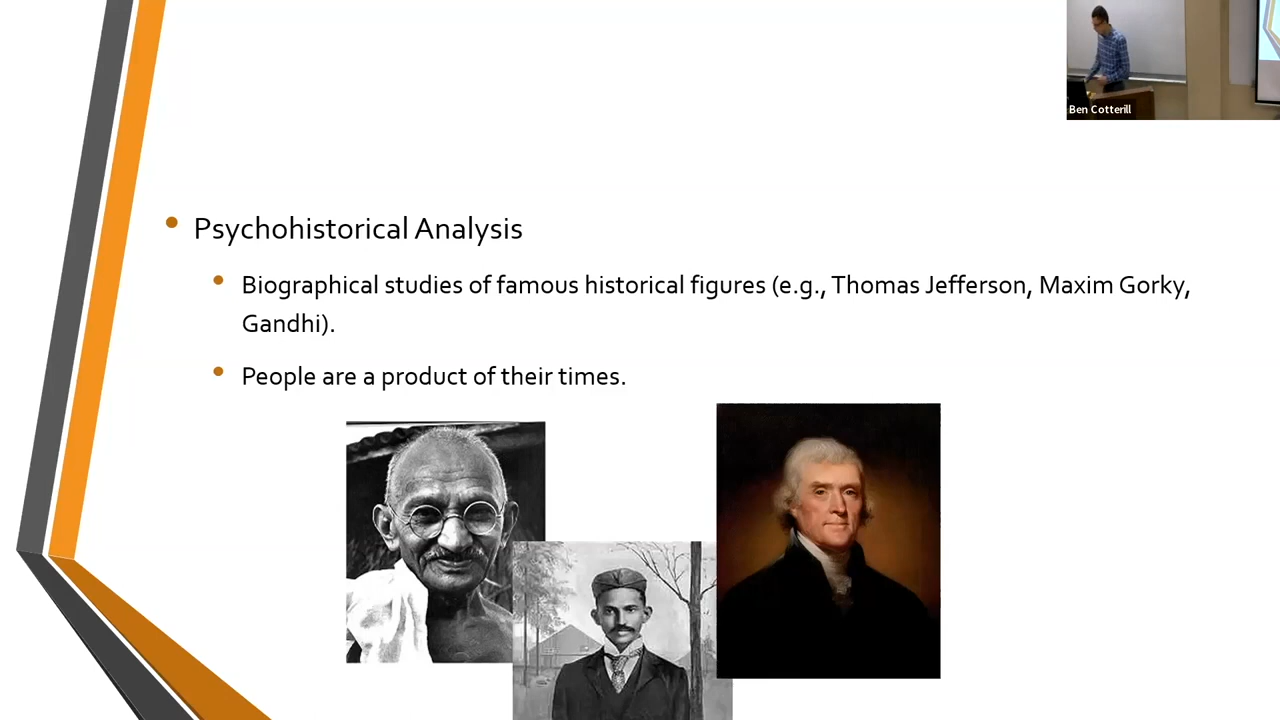 Ben Cotterill
Psychohistorical Analysis
Biographical studies of famous historical figures (e.g., Thomas Jefferson, Maxim Gorky,
Gandhi).
People are a product of their times.